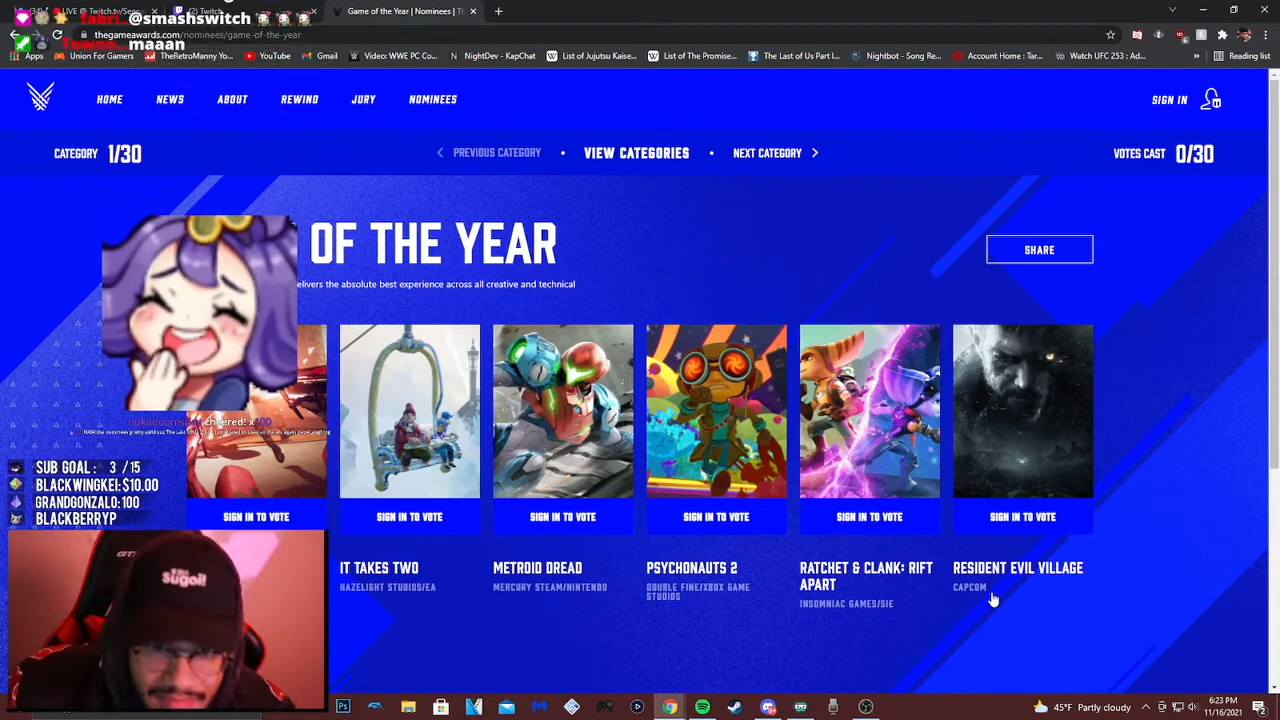 @smashswitch
Game of the Year | Nominees | T
maaan
thegameawards.com/nominees/game-of-the-year
Apps
Union For Gamers
Gmail
WWE PC Co...
NightDev - KapChat
List of Jujutsu Kaise...
List of The Promise...
The Last of Us Part I...
Nightbot - Song Re...
Account Home : Tar...
Watch UFC 244: Ma...
TheRetroManni - Y...
YouTube
Reading list
HOME
NEWS
ABOUT
REWIND
JURY
NOMINEES
SIGN IN
CATEGORY 1/30
PREVIOUS CATEGORY
VIEW CATEGORIES
NEXT CATEGORY
VOTES CAST 0/30
OF THE YEAR
SHARE
elivers the absolute best experience across all creative and technical
cheered! x
SUB GOAL : 3 / 15
BLACKWINGKEI: $10.00
GRANDGONZALO: 100
BLACKBERRYP
SIGN IN TO VOTE
SIGN IN TO VOTE
SIGN IN TO VOTE
SIGN IN TO VOTE
SIGN IN TO VOTE
SIGN IN TO VOTE
IT TAKES TWO
HAZELIGHT STUDIOS/EA
METROID DREAD
MERCURY STEAM/NINTENDO
PSYCHONAUTS 2
DOUBLE FINE/XBOX GAME
STUDIOS
RATCHET & CLANK: RIFT
APART
INSOMNIAC GAMES/SIE
RESIDENT EVIL VILLAGE
CAPCOM
sugoi!
45°F Partly cloudy
6:23 PM
11/16/2021